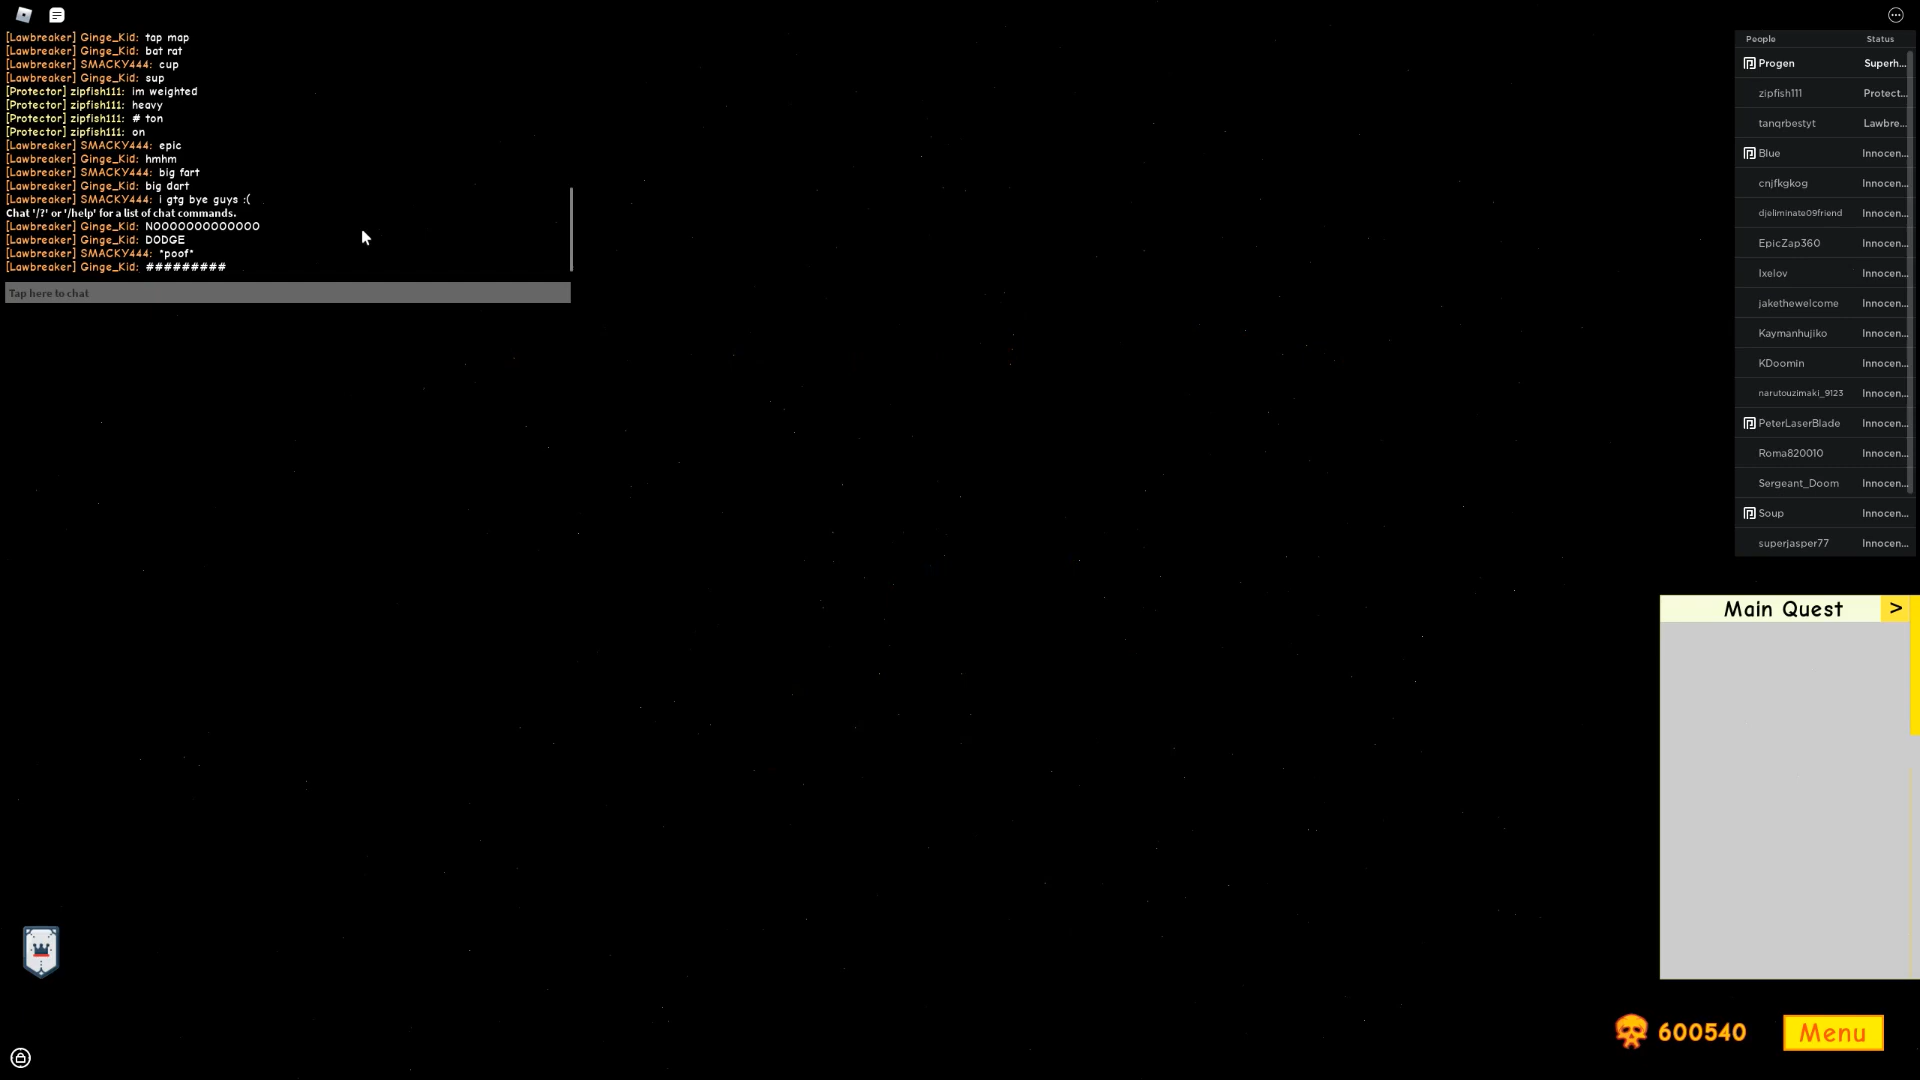 [Lawbreaker] Ginge_Kid: tap map
[Lawbreaker] Ginge_Kid: bat rat
[Lawbreaker] SMACKY444: cup
[Lawbreaker] Ginge_Kid: sup
[Protector] zipfish111: im weighted
[Protector] zipfish111: heavy
[Protector] zipfish111: # ton
[Protector] zipfish111: on
[Lawbreaker] SMACKY444: epic
[Lawbreaker] Ginge_Kid: hmhm
[Lawbreaker] SMACKY444: big fart
[Lawbreaker] Ginge_Kid: big dart
[Lawbreaker] SMACKY444: i gtg bye guys :(
Chat '/?' or '/help' for a list of chat commands.
[Lawbreaker] Ginge_Kid: NOOOOOOOOOOOOO
[Lawbreaker] Ginge_Kid: DODGE
[Lawbreaker] SMACKY444: *poof*
[Lawbreaker] Ginge_Kid: #########
Tap here to chat
People Status
Progen Superh...
zipfish111 Protect...
tanqrbestyt Lawbre...
Blue Innocen...
cnjfkgkog Innocen...
djeliminate09friend Innocen...
EpicZap360 Innocen...
Ixelov Innocen...
jakethewelcome Innocen...
Kaymanhujiko Innocen...
KDoomin Innocen...
narutouzimaki_9123 Innocen...
PeterLaserBlade Innocen...
Roma820010 Innocen...
Sergeant_Doom Innocen...
Soup Innocen...
superjasper77 Innocen...
Main Quest >
600540
Menu